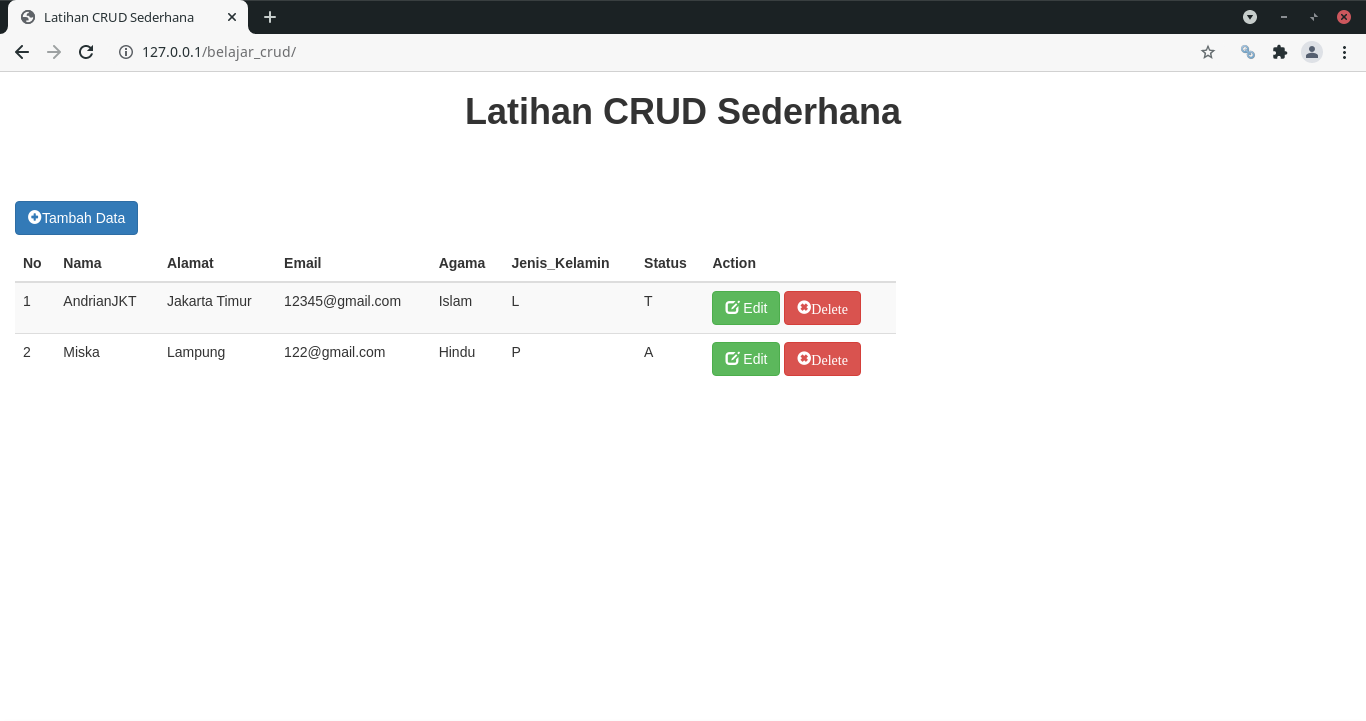 Latihan CRUD Sederhana
127.0.0.1/belajar_crud/
Latihan CRUD Sederhana
Tambah Data
No Nama Alamat Email Agama Jenis_Kelamin Status Action
1 AndrianJKT Jakarta Timur 12345@gmail.com Islam L T Edit Delete
2 Miska Lampung 122@gmail.com Hindu P A Edit Delete